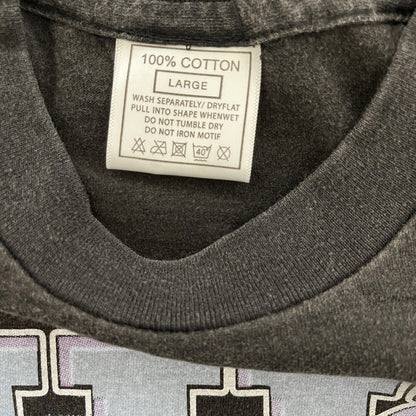 100% COTTON
LARGE
WASH SEPARATELY/ DRYFLAT
PULL INTO SHAPE WHENWET
DO NOT TUMBLE DRY
DO NOT IRON MOTIF
40°